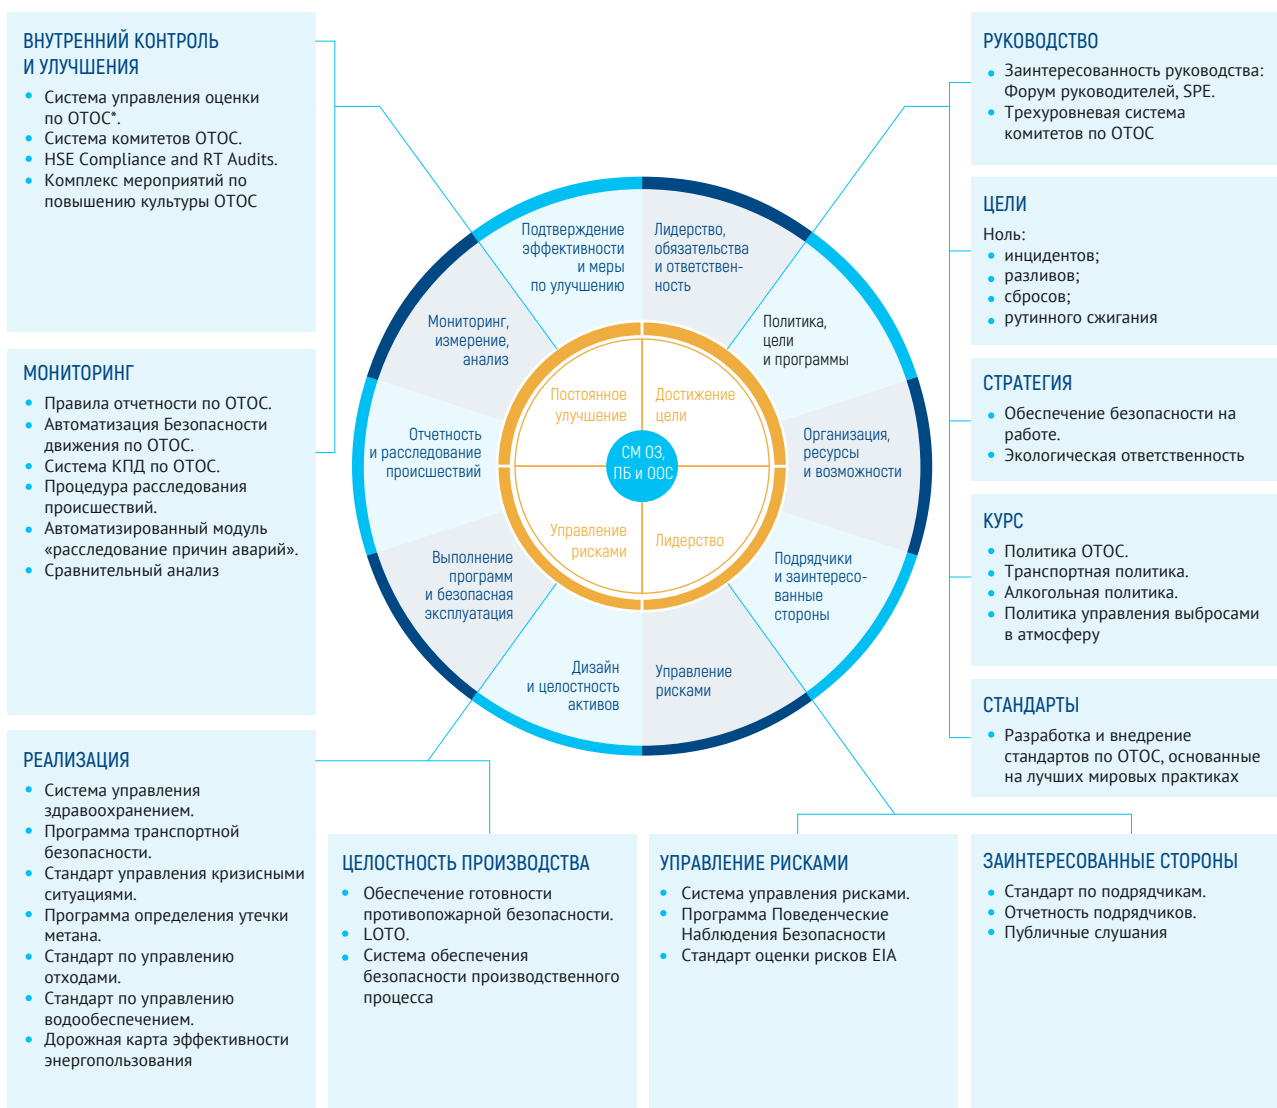 ВНУТРЕННИЙ КОНТРОЛЬ
И УЛУЧШЕНИЯ
Система управления оценки
по ОТОС*.
Система комитетов ОТОС.
HSE Compliance and RT Audits.
Комплекс мероприятий по
повышению культуры ОТОС
МОНИТОРИНГ
Правила отчетности по ОТОС.
Автоматизация Безопасности
движения по ОТОС.
Система КПД по ОТОС.
Процедура расследования
происшествий.
Автоматизированный модуль
«расследование причин аварий».
Сравнительный анализ
РЕАЛИЗАЦИЯ
Система управления
здравоохранением.
Программа транспортной
безопасности.
Стандарт управления кризисными
ситуациями.
Программа определения утечки
метана.
Стандарт по управлению
отходами.
Стандарт по управлению
водообеспечением.
Дорожная карта эффективности
энергопользования
Подтверждение
эффективности
и меры
по улучшению
Лидерство,
обязательства
и ответствен-
ность
Мониторинг,
измерение,
анализ
Политика,
цели
и программы
Отчетность
и расследование
происшествий
Организация,
ресурсы
и возможности
Выполнение
программ
и безопасная
эксплуатация
Подрядчики
и заинтересо-
ванные
стороны
Дизайн
и целостность
активов
Управление
рисками
Постоянное
улучшение
Достижение
цели
СМ ОЗ,
ПБ и ООС
Управление
рисками
Лидерство
РУКОВОДСТВО
Заинтересованность руководства:
Форум руководителей, SPE.
Трехуровневая система
комитетов по ОТОС
ЦЕЛИ
Ноль:
инцидентов;
разливов;
сбросов;
рутинного сжигания
СТРАТЕГИЯ
Обеспечение безопасности на
работе.
Экологическая ответственность
КУРС
Политика ОТОС.
Транспортная политика.
Алкогольная политика.
Политика управления выбросами
в атмосферу
СТАНДАРТЫ
Разработка и внедрение
стандартов по ОТОС, основанные
на лучших мировых практиках
ЦЕЛОСТНОСТЬ ПРОИЗВОДСТВА
Обеспечение готовности
противопожарной безопасности.
LOTO.
Система обеспечения
безопасности производственного
процесса
УПРАВЛЕНИЕ РИСКАМИ
Система управления рисками.
Программа Поведенческие
Наблюдения Безопасности
Стандарт оценки рисков EIA
ЗАИНТЕРЕСОВАННЫЕ СТОРОНЫ
Стандарт по подрядчикам.
Отчетность подрядчиков.
Публичные слушания